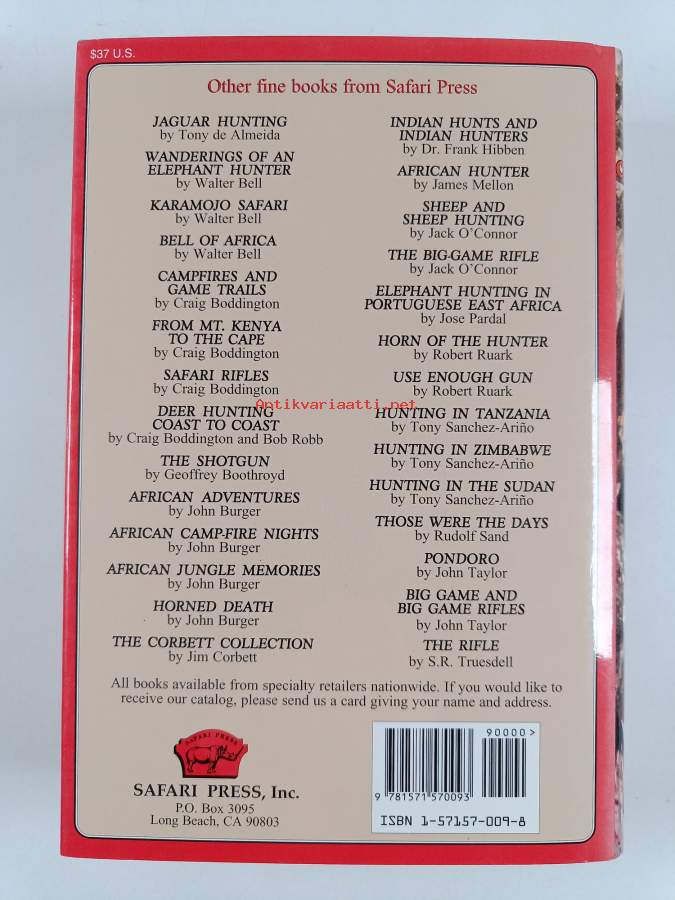 $37 U.S.
Other fine books from Safari Press
JAGUAR HUNTING
by Tony de Almeida
WANDERINGS OF AN
ELEPHANT HUNTER
by Walter Bell
KARAMOJO SAFARI
by Walter Bell
BELL OF AFRICA
by Walter Bell
CAMPFIRES AND
GAME TRAILS
by Craig Boddington
FROM MT. KENYA
TO THE CAPE
by Craig Boddington
SAFARI RIFLES
by Craig Boddington
DEER HUNTING
COAST TO COAST
by Craig Boddington and Bob Robb
THE SHOTGUN
by Geoffrey Boothroyd
AFRICAN ADVENTURES
by John Burger
AFRICAN CAMP-FIRE NIGHTS
by John Burger
AFRICAN JUNGLE MEMORIES
by John Burger
HORNED DEATH
by John Burger
THE CORBETT COLLECTION
by Jim Corbett
INDIAN HUNTS AND
INDIAN HUNTERS
by Dr. Frank Hibben
AFRICAN HUNTER
by James Mellon
SHEEP AND
SHEEP HUNTING
by Jack O'Connor
THE BIG-GAME RIFLE
by Jack O'Connor
ELEPHANT HUNTING IN
PORTUGUESE EAST AFRICA
by Jose Pardal
HORN OF THE HUNTER
by Robert Ruark
USE ENOUGH GUN
by Robert Ruark
HUNTING IN TANZANIA
by Tony Sanchez-Ariño
HUNTING IN ZIMBABWE
by Tony Sanchez-Ariño
HUNTING IN THE SUDAN
by Tony Sanchez-Ariño
THOSE WERE THE DAYS
by Rudolf Sand
PONDORO
by John Taylor
BIG GAME AND
BIG GAME RIFLES
by John Taylor
THE RIFLE
by S.R. Truesdell
Antikvariaatti.net
All books available from specialty retailers nationwide. If you would like to
receive our catalog, please send us a card giving your name and address.
SAFARI PRESS
SAFARI PRESS, Inc.
P.O. Box 3095
Long Beach, CA 90803
90000>
9 781571 570093
ISBN 1-57157-009-8